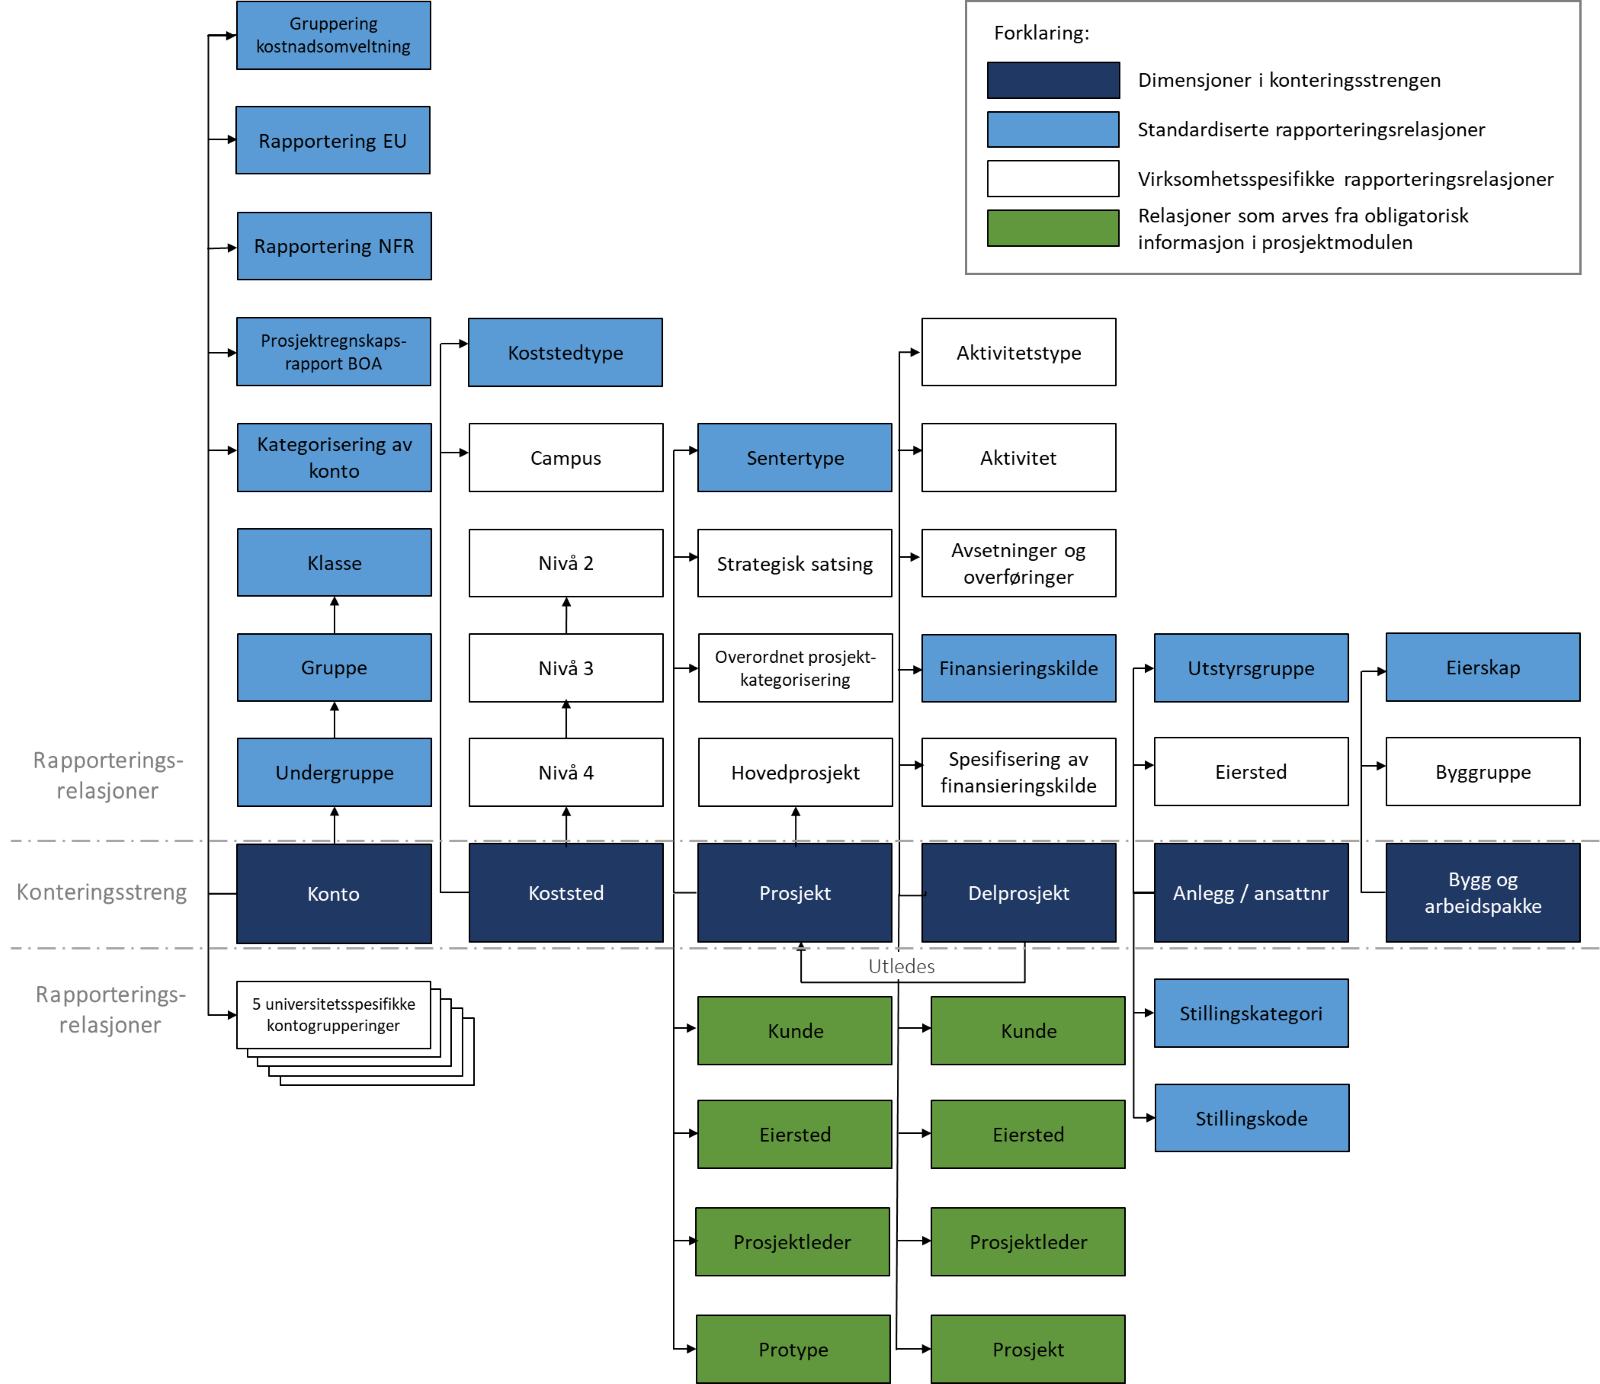 Forklaring:
Dimensjoner i konteringsstrengen
Standardiserte rapporteringsrelasjoner
Virksomhetsspesifikke rapporteringsrelasjoner
Relasjoner som arves fra obligatorisk
informasjon i prosjektmodulen
Gruppering
kostnadsomveltning
Rapportering EU
Rapportering NFR
Prosjektregnskaps-
rapport BOA
Kategorisering av
konto
Klasse
Gruppe
Undergruppe
Koststedtype
Campus
Nivå 2
Nivå 3
Nivå 4
Sentertype
Strategisk satsing
Overordnet prosjekt-
kategorisering
Hovedprosjekt
Aktivitetstype
Aktivitet
Avsetninger og
overføringer
Finansieringskilde
Spesifisering av
finansieringskilde
Utstyrsgruppe
Eiersted
Eierskap
Byggruppe
Rapporterings-
relasjoner
Konteringsstreng
Konto
Koststed
Prosjekt
Delprosjekt
Anlegg / ansattnr
Bygg og
arbeidspakke
Utledes
Rapporterings-
relasjoner
5 universitetsspesifikke
kontogrupperinger
Kunde
Eiersted
Prosjektleder
Protype
Kunde
Eiersted
Prosjektleder
Prosjekt
Stillingskategori
Stillingskode